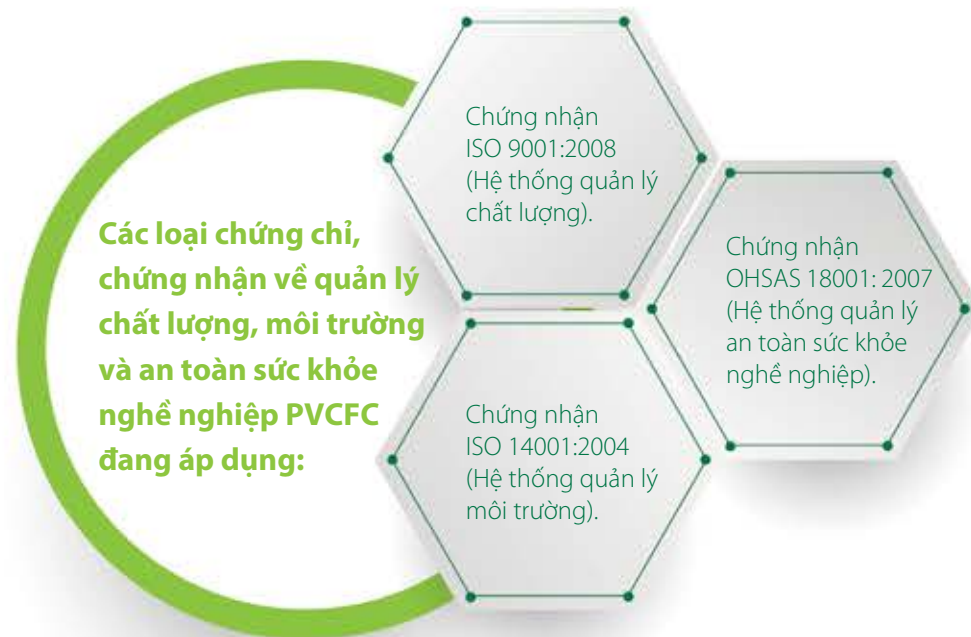 Các loại chứng chỉ,
chứng nhận về quản lý
chất lượng, môi trường
và an toàn sức khỏe
nghề nghiệp PVCFC
đang áp dụng:
Chứng nhận
ISO 9001:2008
(Hệ thống quản lý
chất lượng).
Chứng nhận
OHSAS 18001: 2007
(Hệ thống quản lý
an toàn sức khỏe
nghề nghiệp).
Chứng nhận
ISO 14001:2004
(Hệ thống quản lý
môi trường).